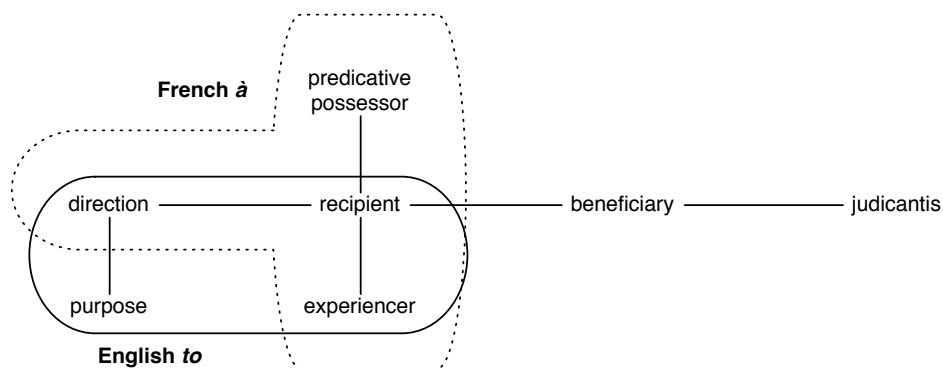 predicative
possessor
French à
direction
recipient
beneficiary
judicantis
purpose
experiencer
English to